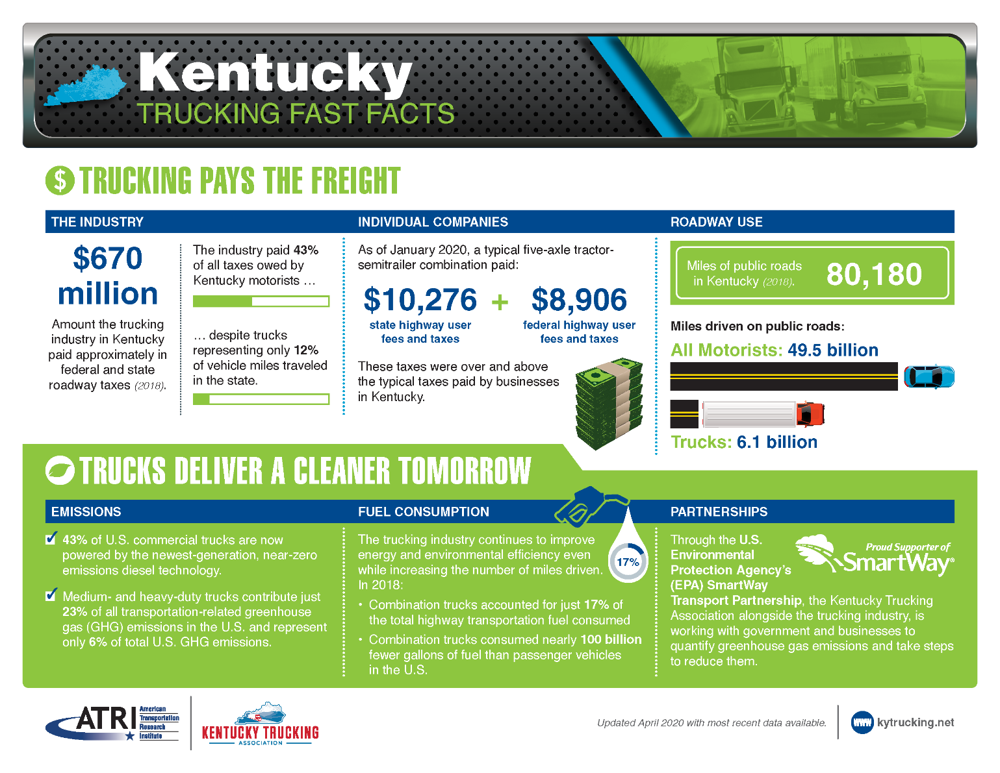 Kentucky
TRUCKING FAST FACTS
$ TRUCKING PAYS THE FREIGHT
THE INDUSTRY
$670
million
Amount the trucking
industry in Kentucky
paid approximately in
federal and state
roadway taxes (2018).
The industry paid 43%
of all taxes owed by
Kentucky motorists …
… despite trucks
representing only 12%
of vehicle miles traveled
in the state.
INDIVIDUAL COMPANIES
As of January 2020, a typical five-axle tractor-
semitrailer combination paid:
$10,276 + $8,906
state highway user
fees and taxes
federal highway user
fees and taxes
These taxes were over and above
the typical taxes paid by businesses
in Kentucky.
ROADWAY USE
Miles of public roads
in Kentucky (2018).
80,180
Miles driven on public roads:
All Motorists: 49.5 billion
Trucks: 6.1 billion
TRUCKS DELIVER A CLEANER TOMORROW
EMISSIONS
43% of U.S. commercial trucks are now
powered by the newest-generation, near-zero
emissions diesel technology.
Medium- and heavy-duty trucks contribute just
23% of all transportation-related greenhouse
gas (GHG) emissions in the U.S. and represent
only 6% of total U.S. GHG emissions.
FUEL CONSUMPTION
The trucking industry continues to improve
energy and environmental efficiency even
while increasing the number of miles driven.
In 2018:
• Combination trucks accounted for just 17% of
the total highway transportation fuel consumed
• Combination trucks consumed nearly 100 billion
fewer gallons of fuel than passenger vehicles
in the U.S.
17%
PARTNERSHIPS
Through the U.S.
Environmental
Protection Agency's
(EPA) SmartWay
Transport Partnership, the Kentucky Trucking
Association alongside the trucking industry, is
working with government and businesses to
quantify greenhouse gas emissions and take steps
to reduce them.
Proud Supporter of
SmartWay®
ATRI
American
Transportation
Research
Institute
KENTUCKY TRUCKING
ASSOCIATION
Updated April 2020 with most recent data available.
www kytrucking.net